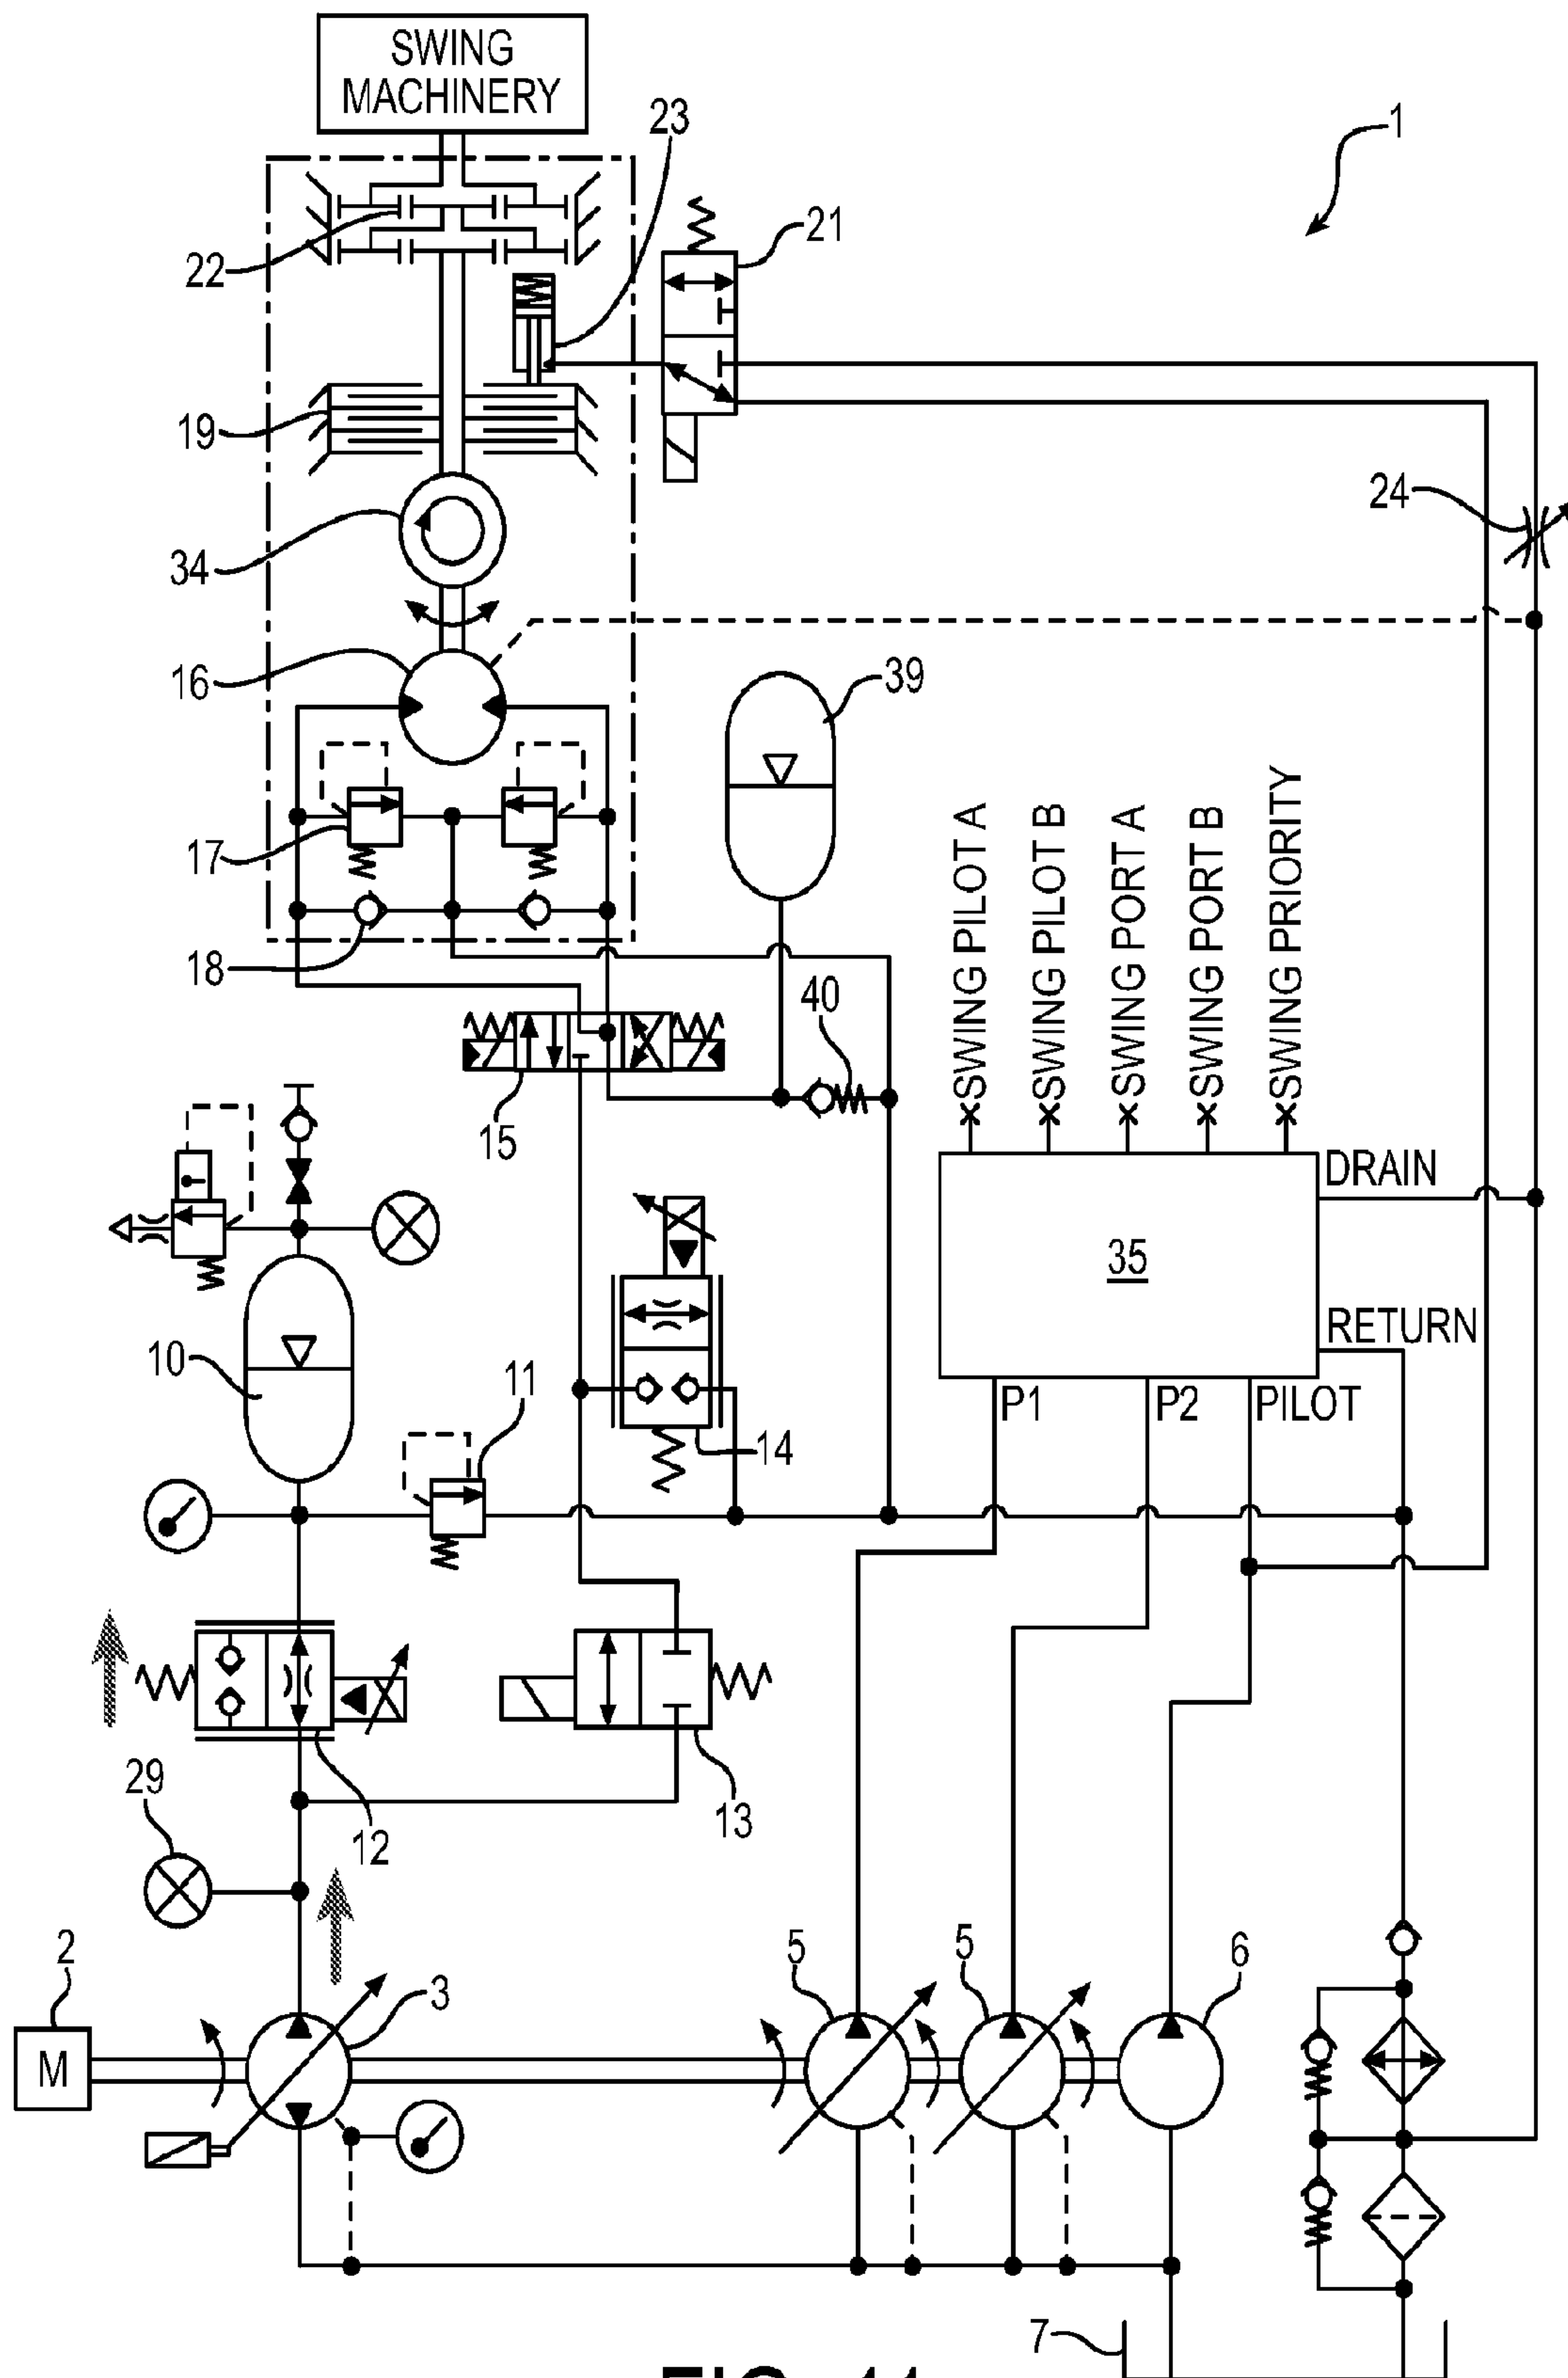 SWING
MACHINERY
23
1
21
22
19
24
34
16
39
17
18
40
SWING PILOT A
SWING PILOT B
SWING PORT A
SWING PORT B
SWING PRIORITY
15
DRAIN
35
10
11
RETURN
14
P1
P2
PILOT
29
12
13
2
3
5
5
6
M
7